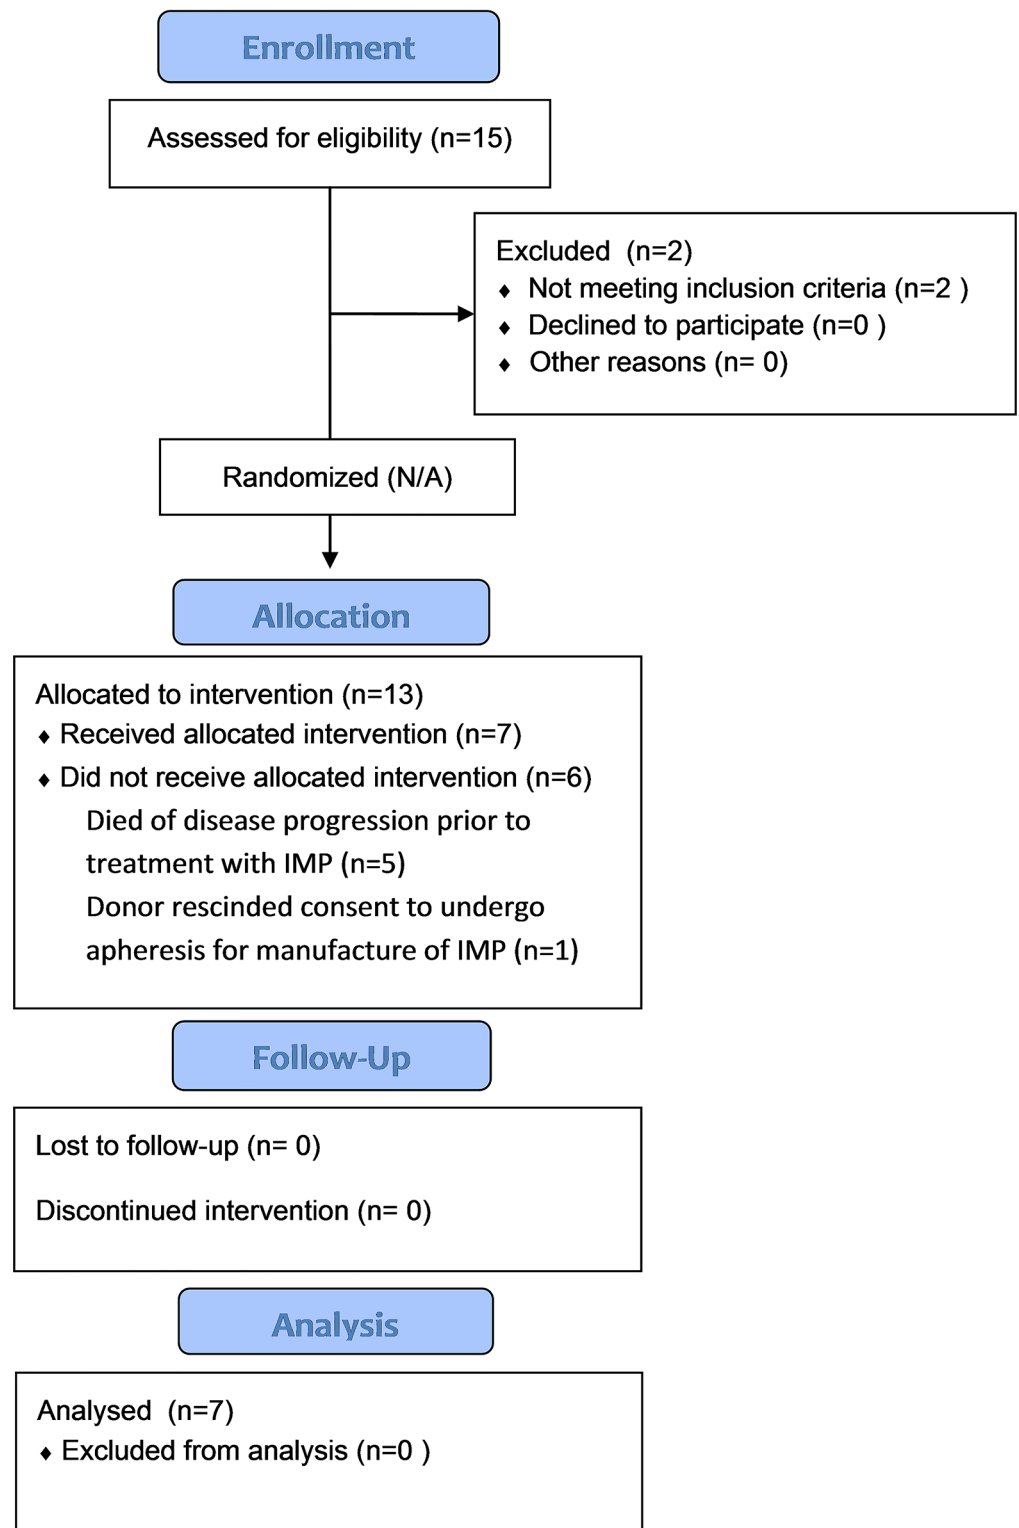 Enrollment
Assessed for eligibility (n=15)
Excluded  (n=2)
♦ Not meeting inclusion criteria (n=2 )
♦ Declined to participate (n=0 )
♦ Other reasons (n= 0)
Randomized (N/A)
Allocation
Allocated to intervention (n=13)
♦ Received allocated intervention (n=7)
♦ Did not receive allocated intervention (n=6)
Died of disease progression prior to
treatment with IMP (n=5)
Donor rescinded consent to undergo
apheresis for manufacture of IMP (n=1)
Follow-Up
Lost to follow-up (n= 0)
Discontinued intervention (n= 0)
Analysis
Analysed  (n=7)
♦ Excluded from analysis (n=0 )